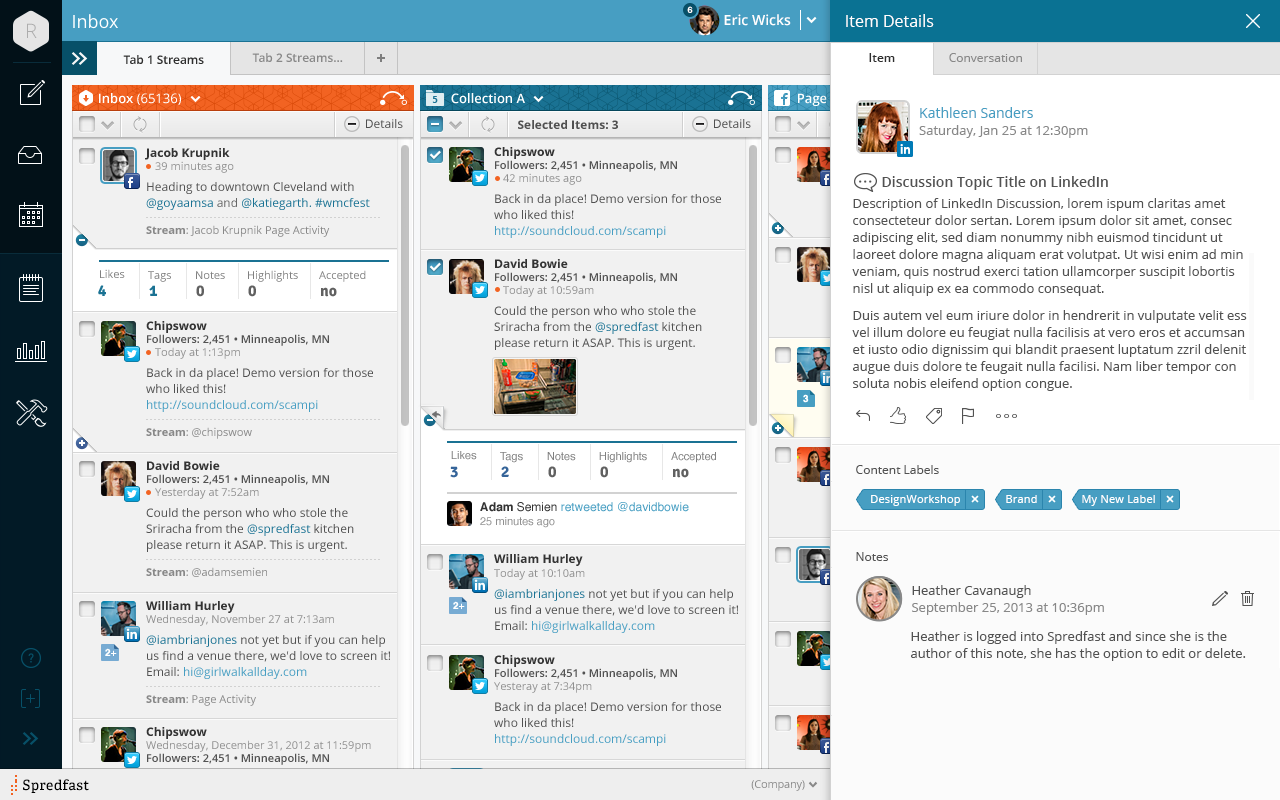 R
Inbox
6
Eric Wicks
Tab 1 Streams
Tab 2 Streams...
+
Inbox (65136)
Details
Jacob Krupnik
39 minutes ago
Heading to downtown Cleveland with
@goyaamsa and @katiegarth. #wmcfest
Stream: Jacob Krupnik Page Activity
Likes Tags Notes Highlights Accepted
4 1 0 0 no
Chipswow
Followers: 2,451 • Minneapolis, MN
Today at 1:13pm
Back in da place! Demo version for those
who liked this!
http://soundcloud.com/scampi
Stream: @chipswow
David Bowie
Followers: 2,451 • Minneapolis, MN
Yesterday at 7:52am
Could the person who who stole the
Sriracha from the @spredfast kitchen
please return it ASAP. This is urgent.
Stream: @adamsemien
William Hurley
Wednesday, November 27 at 7:13am
2+
@iambrianjones not yet but if you can help
us find a venue there, we'd love to screen it!
Email: hi@girlwalkallday.com
Stream: Page Activity
Chipswow
Wednesday, December 31, 2012 at 11:59pm
Followers: 2,451 • Minneapolis, MN
5
Collection A
Selected Items: 3
Details
Chipswow
Followers: 2,451 • Minneapolis, MN
42 minutes ago
Back in da place! Demo version for those
who liked this!
http://soundcloud.com/scampi
David Bowie
Followers: 2,451 • Minneapolis, MN
Today at 10:59am
Could the person who who stole the
Sriracha from the @spredfast kitchen
please return it ASAP. This is urgent.
Likes Tags Notes Highlights Accepted
3 2 0 0 no
Adam Semien retweeted @davidbowie
25 minutes ago
William Hurley
Today at 10:10am
2+
@iambrianjones not yet but if you can help
us find a venue there, we'd love to screen it!
Email: hi@girlwalkallday.com
Chipswow
Yesteray at 7:34pm
Back in da place! Demo version for those
who liked this!
http://soundcloud.com/scampi
Page
3
Item Details
Item
Conversation
Kathleen Sanders
Saturday, Jan 25 at 12:30pm
in
Discussion Topic Title on LinkedIn
Description of LinkedIn Discussion, lorem ispum claritas amet
consecteteur dolor sertan. Lorem ipsum dolor sit amet, consec
adipiscing elit, sed diam nonummy nibh euismod tincidunt ut
laoreet dolore magna aliquam erat volutpat. Ut wisi enim ad min
veniam, quis nostrud exerci tation ullamcorper suscipit lobortis
nisl ut aliquip ex ea commodo consequat.
Duis autem vel eum iriure dolor in hendrerit in vulputate velit ess
vel illum dolore eu feugiat nulla facilisis at vero eros et accumsan
et iusto odio dignissim qui blandit praesent luptatum zzril delenit
augue duis dolore te feugait nulla facilisi. Nam liber tempor con
soluta nobis eleifend option congue.
Content Labels
DesignWorkshop ×
Brand ×
My New Label ×
Notes
Heather Cavanaugh
September 25, 2013 at 10:36pm
Heather is logged into Spredfast and since she is the
author of this note, she has the option to edit or delete.
Spredfast
(Company)